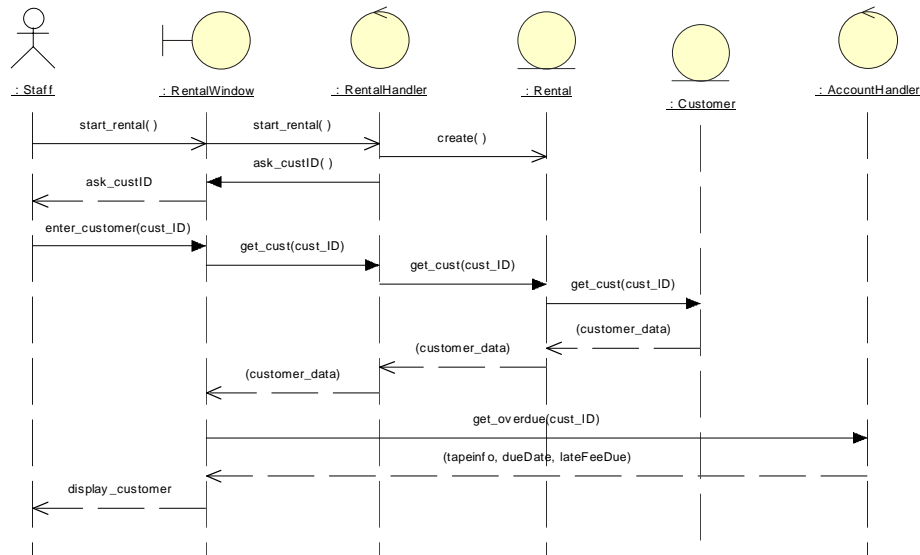 : Staff
: RentalWindow
: RentalHandler
: Rental
: Customer
: AccountHandler
start_rental( )
start_rental( )
create( )
ask_custID( )
ask_custID
enter_customer(cust_ID)
get_cust(cust_ID)
get_cust(cust_ID)
get_cust(cust_ID)
(customer_data)
(customer_data)
(customer_data)
get_overdue(cust_ID)
(tapeinfo, dueDate, lateFeeDue)
display_customer